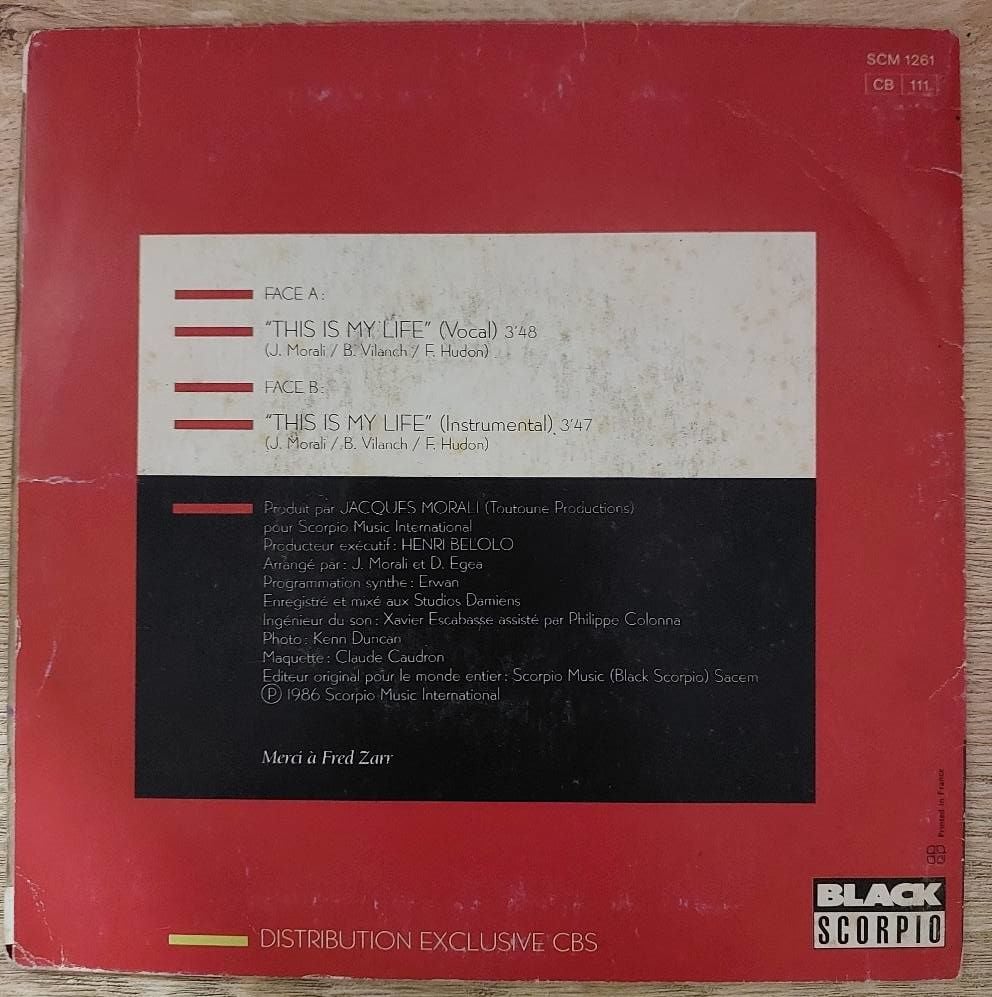 SCM 1261
CB 111
FACE A :
"THIS IS MY LIFE" (Vocal) 3'48
(J. Morali / B. Vilanch / F. Hudon)
FACE B :
"THIS IS MY LIFE" (Instrumental) 3'47
(J. Morali / B. Vilanch / F. Hudon)
Produit par JACQUES MORALI (Toutoune Productions)
pour Scorpio Music International
Producteur exécutif : HENRI BELOLO
Arrangé par : J. Morali et D. Egea
Programmation synthe : Erwan
Enregistré et mixé aux Studios Damiens
Ingénieur du son : Xavier Escabasse assisté par Philippe Colonna
Photo : Kenn Duncan
Maquette : Claude Caudron
Editeur original pour le monde entier : Scorpio Music (Black Scorpio) Sacem
Ⓟ 1986 Scorpio Music International
Merci à Fred Zarr
Printed in France
BLACK
SCORPIO
DISTRIBUTION EXCLUSIVE CBS